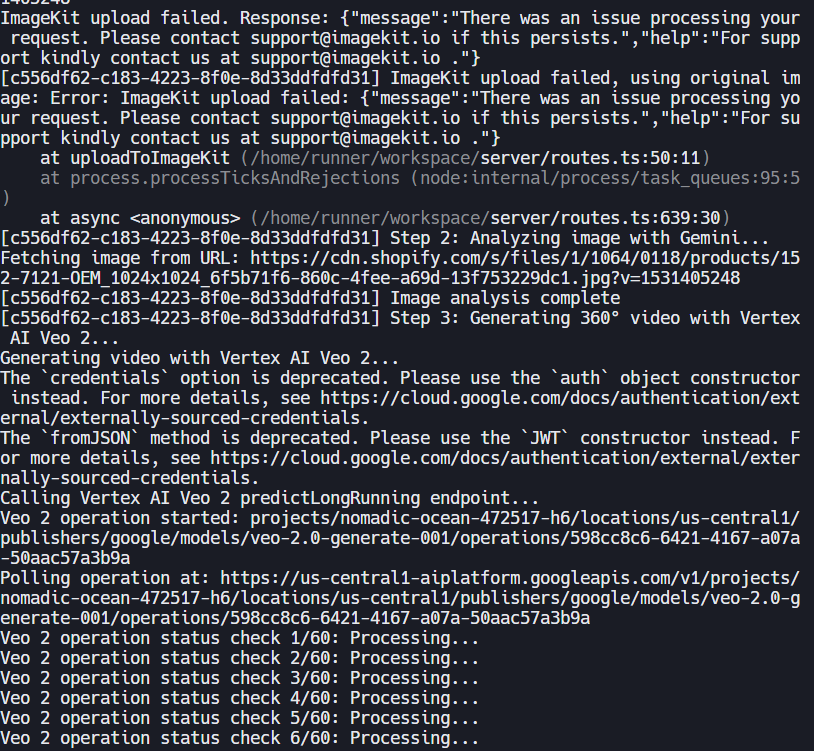 ImageKit upload failed. Response: {"message":"There was an issue processing your
 request. Please contact support@imagekit.io if this persists.","help":"For supp
ort kindly contact us at support@imagekit.io ."}
[c556df62-c183-4223-8f0e-8d33ddfdfd31] ImageKit upload failed, using original im
age: Error: ImageKit upload failed: {"message":"There was an issue processing yo
ur request. Please contact support@imagekit.io if this persists.","help":"For su
pport kindly contact us at support@imagekit.io ."}
    at uploadToImageKit (/home/runner/workspace/server/routes.ts:50:11)
    at process.processTicksAndRejections (node:internal/process/task_queues:95:5
)
    at async <anonymous> (/home/runner/workspace/server/routes.ts:639:30)
[c556df62-c183-4223-8f0e-8d33ddfdfd31] Step 2: Analyzing image with Gemini...
Fetching image from URL: https://cdn.shopify.com/s/files/1/1064/0118/products/15
2-7121-OEM_1024x1024_6f5b71f6-860c-4fee-a69d-13f753229dc1.jpg?v=1531405248
[c556df62-c183-4223-8f0e-8d33ddfdfd31] Image analysis complete
[c556df62-c183-4223-8f0e-8d33ddfdfd31] Step 3: Generating 360° video with Vertex
 AI Veo 2...
Generating video with Vertex AI Veo 2...
The `credentials` option is deprecated. Please use the `auth` object constructor
 instead. For more details, see https://cloud.google.com/docs/authentication/ext
ernal/externally-sourced-credentials.
The `fromJSON` method is deprecated. Please use the `JWT` constructor instead. F
or more details, see https://cloud.google.com/docs/authentication/external/exter
nally-sourced-credentials.
Calling Vertex AI Veo 2 predictLongRunning endpoint...
Veo 2 operation started: projects/nomadic-ocean-472517-h6/locations/us-central1/
publishers/google/models/veo-2.0-generate-001/operations/598cc8c6-6421-4167-a07a
-50aac57a3b9a
Polling operation at: https://us-central1-aiplatform.googleapis.com/v1/projects/
nomadic-ocean-472517-h6/locations/us-central1/publishers/google/models/veo-2.0-g
enerate-001/operations/598cc8c6-6421-4167-a07a-50aac57a3b9a
Veo 2 operation status check 1/60: Processing...
Veo 2 operation status check 2/60: Processing...
Veo 2 operation status check 3/60: Processing...
Veo 2 operation status check 4/60: Processing...
Veo 2 operation status check 5/60: Processing...
Veo 2 operation status check 6/60: Processing...